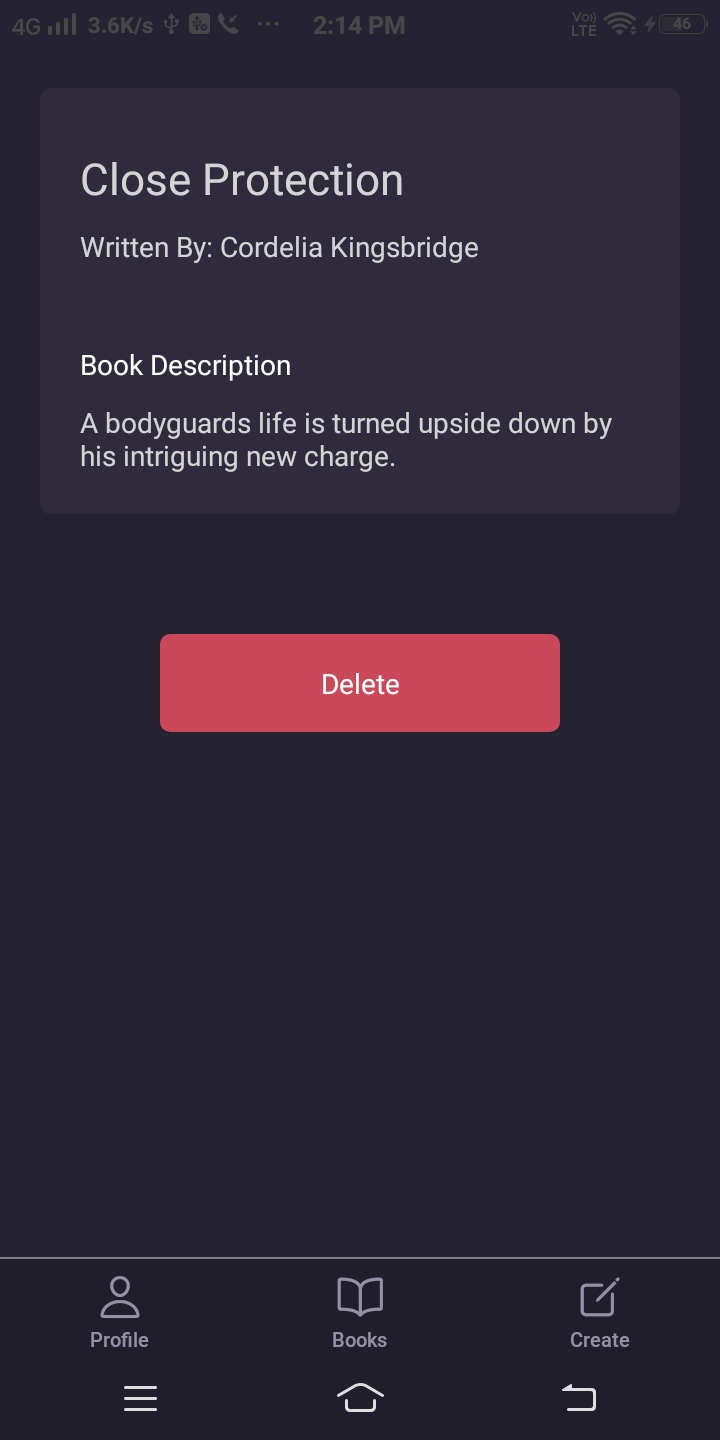 4G 3.6K/s ... 2:14 PM Vo)) LTE 46
Close Protection
Written By: Cordelia Kingsbridge
Book Description
A bodyguards life is turned upside down by
his intriguing new charge.
Delete
Profile Books Create